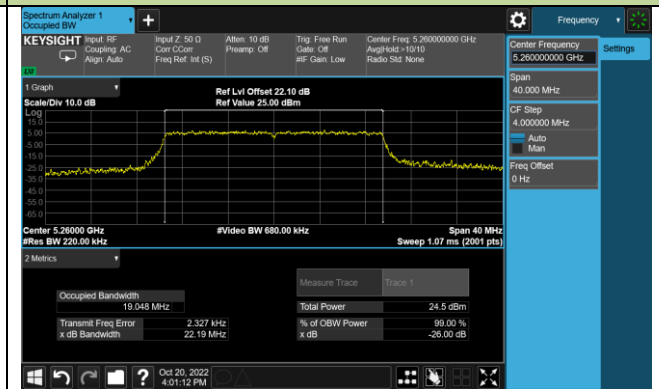 Spectrum Analyzer 1
Occupied BW
+
Frequency
KEYSIGHT
Input: RF
Coupling: AC
Align: Auto
Input Z: 50 Ω
Corr CCorr
Freq Ref: Int (S)
Atten: 10 dB
Preamp: Off
Trig: Free Run
Gate: Off
#IF Gain: Low
Center Freq: 5.260000000 GHz
Avg|Hold:>10/10
Radio Std: None
Center Frequency
5.260000000 GHz
Settings
Span
40.000 MHz
CF Step
4.000000 MHz
Auto
Man
Freq Offset
0 Hz
1 Graph
Scale/Div 10.0 dB
Ref Lvl Offset 22.10 dB
Ref Value 25.00 dBm
Log
15.0
5.00
-5.00
-15.0
-25.0
-35.0
-45.0
-55.0
-65.0
Center 5.26000 GHz
#Res BW 220.00 kHz
#Video BW 680.00 kHz
Span 40 MHz
Sweep 1.07 ms (2001 pts)
2 Metrics
Measure Trace
Trace 1
Occupied Bandwidth
19.048 MHz
Total Power
24.5 dBm
Transmit Freq Error
2.327 kHz
% of OBW Power
99.00 %
x dB Bandwidth
22.19 MHz
x dB
-26.00 dB
?
Oct 20, 2022
4:01:12 PM